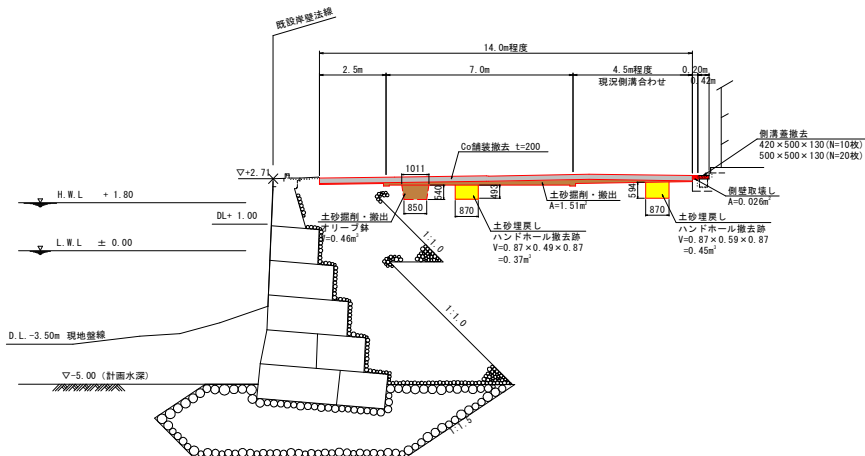 既設岸壁法線
14.0m程度
2.5m
7.0m
4.5m程度
現況側溝合わせ
0.20m
0.42m
側溝蓋撤去
420×500×130(N=10枚)
500×500×130(N=20枚)
Co舗装撤去 t=200
▽+2.71
1011
640
493
594
850
870
870
側壁取壊し
A=0.026m²
土砂掘削・搬出
A=1.51m²
H.W.L + 1.80
DL+ 1.00
L.W.L ± 0.00
土砂掘削・搬出
オリーブ鉢
V=0.46m³
土砂埋戻し
ハンドホール撤去跡
V=0.87×0.49×0.87
=0.37m³
土砂埋戻し
ハンドホール撤去跡
V=0.87×0.59×0.87
=0.45m³
1:1.0
1:1.0
D.L.-3.50m 現地盤線
▽-5.00 (計画水深)
1:1.5